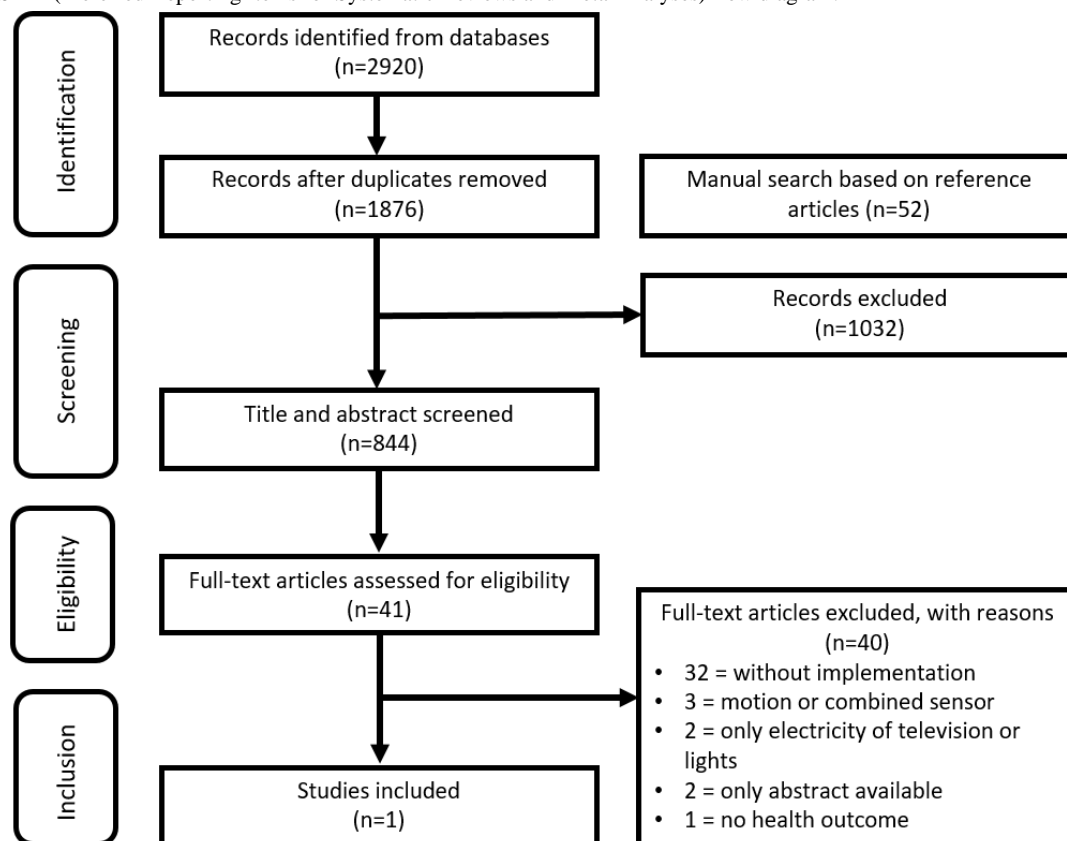 Records identified from databases
(n=2920)
Identification
Records after duplicates removed
(n=1876)
Manual search based on reference
articles (n=52)
Records excluded
(n=1032)
Screening
Title and abstract screened
(n=844)
Eligibility
Full-text articles assessed for eligibility
(n=41)
Full-text articles excluded, with reasons
(n=40)
• 32 = without implementation
• 3 = motion or combined sensor
• 2 = only electricity of television or
lights
• 2 = only abstract available
• 1 = no health outcome
Inclusion
Studies included
(n=1)